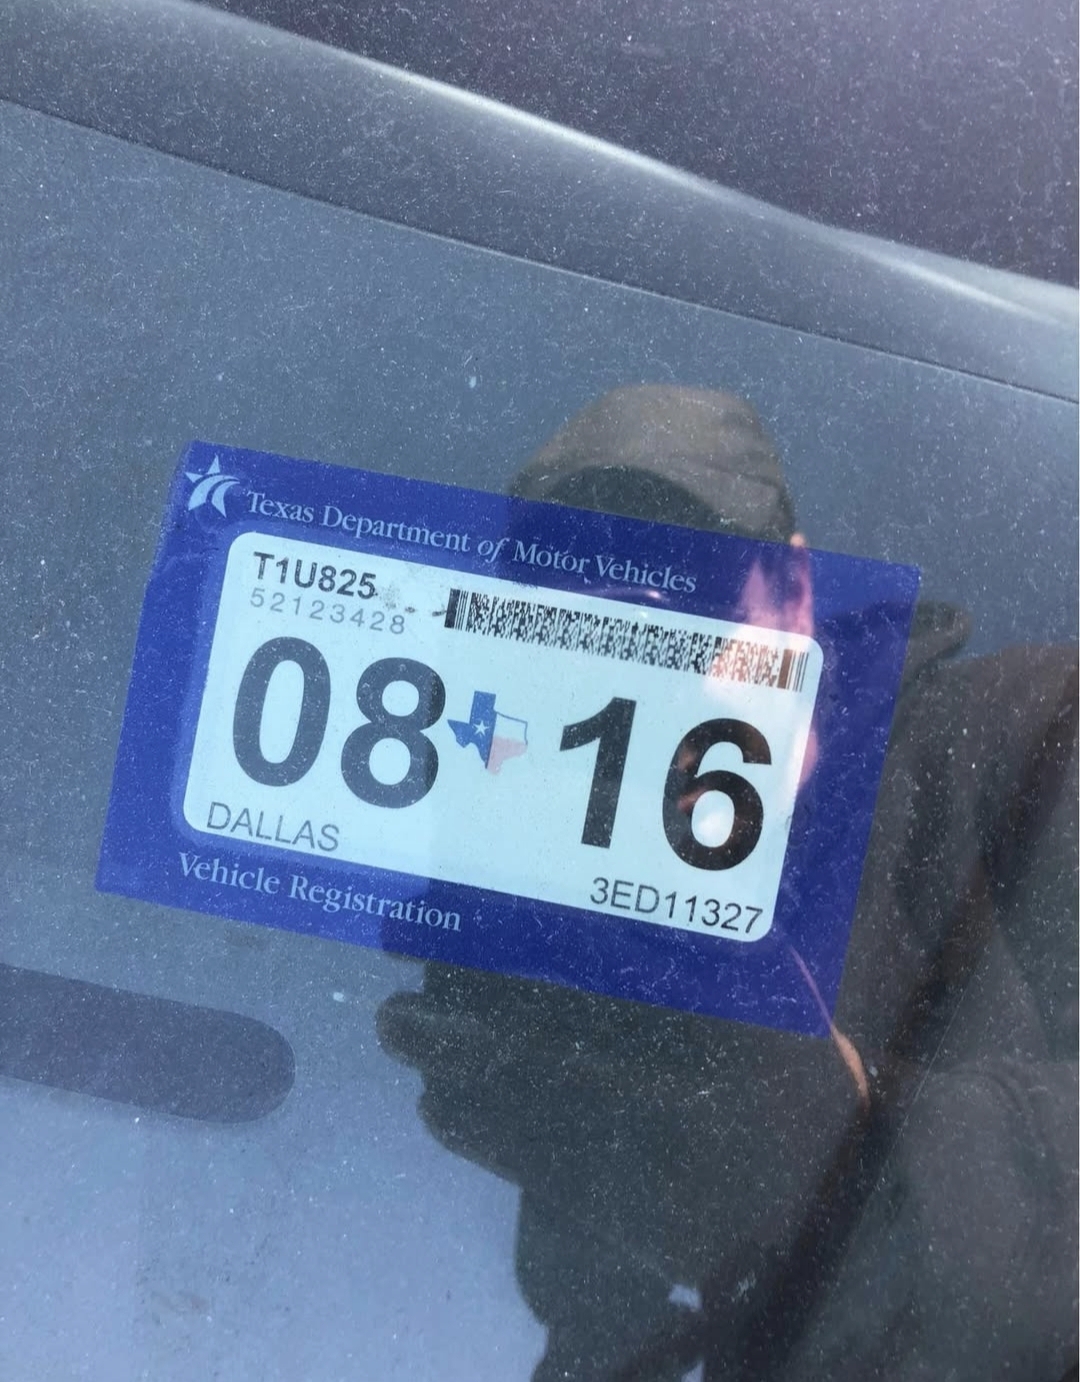 Texas Department of Motor Vehicles
T1U825
52123428
08 16
DALLAS
3ED11327
Vehicle Registration